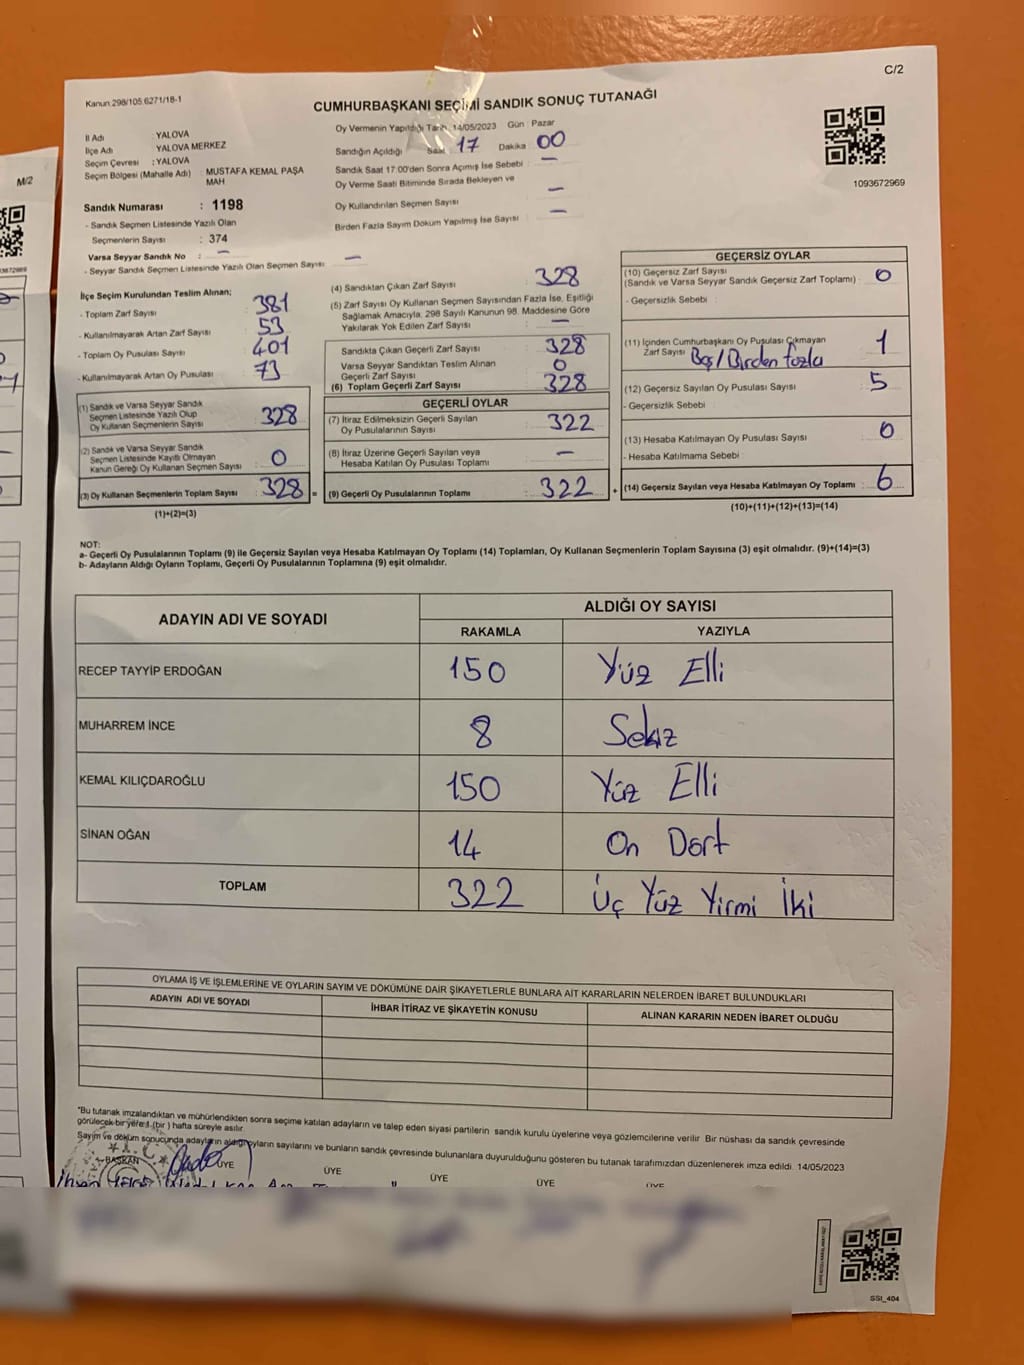 C/2
Kanun.298/105.6271/18-1
CUMHURBAŞKANI SEÇİMİ SANDIK SONUÇ TUTANAĞI
İl Adı : YALOVA
İlçe Adı : YALOVA MERKEZ
Seçim Çevresi : YALOVA
Seçim Bölgesi (Mahalle Adı) : MUSTAFA KEMAL PAŞA MAH
Sandık Numarası : 1198
- Sandık Seçmen Listesinde Yazılı Olan
Seçmenlerin Sayısı : 374
Varsa Seyyar Sandık No : —
- Seyyar Sandık Seçmen Listesinde Yazılı Olan Seçmen Sayısı : —
Oy Vermenin Yapıldığı Tarih : 14/05/2023 Gün : Pazar
Sandığın Açıldığı Saat 17 Dakika 00
Sandık Saat 17:00'den Sonra Açımış İse Sebebi : —
Oy Verme Saati Bitiminde Sırada Bekleyen ve
Oy Kullandırılan Seçmen Sayısı —
Birden Fazla Sayım Döküm Yapılmış İse Sayısı —
1093672969
M/2
İlçe Seçim Kurulundan Teslim Alınan;
- Toplam Zarf Sayısı : 381
- Kullanılmayarak Artan Zarf Sayısı : 53
- Toplam Oy Pusulası Sayısı : 401
- Kullanılmayarak Artan Oy Pusulası : 73
(1) Sandık ve Varsa Seyyar Sandık
Seçmen Listesinde Yazılı Olup
Oy Kullanan Seçmenlerin Sayısı 328
(2) Sandık ve Varsa Seyyar Sandık
Seçmen Listesinde Kayıtlı Olmayan
Kanun Gereği Oy Kullanan Seçmen Sayısı 0
(3) Oy Kullanan Seçmenlerin Toplam Sayısı 328 =
(1)+(2)=(3)
(4) Sandıktan Çıkan Zarf Sayısı 328
(5) Zarf Sayısı Oy Kullanan Seçmen Sayısından Fazla İse, Eşitliği
Sağlamak Amacıyla, 298 Sayılı Kanunun 98. Maddesine Göre
Yakılarak Yok Edilen Zarf Sayısı : —
Sandıkta Çıkan Geçerli Zarf Sayısı 328
Varsa Seyyar Sandıktan Teslim Alınan
Geçerli Zarf Sayısı 0
(6) Toplam Geçerli Zarf Sayısı 328
GEÇERLİ OYLAR
(7) İtiraz Edilmeksizin Geçerli Sayılan
Oy Pusulalarının Sayısı 322
(8) İtiraz Üzerine Geçerli Sayılan veya
Hesaba Katılan Oy Pusulası Toplamı —
(9) Geçerli Oy Pusulalarının Toplamı 322 +
GEÇERSİZ OYLAR
(10) Geçersiz Zarf Sayısı
(Sandık ve Varsa Seyyar Sandık Geçersiz Zarf Toplamı) : 0
- Geçersizlik Sebebi :
(11) İçinden Cumhurbaşkanı Oy Pusulası Çıkmayan
Zarf Sayısı 1
Boş/Birden fazla
(12) Geçersiz Sayılan Oy Pusulası Sayısı 5
- Geçersizlik Sebebi :
(13) Hesaba Katılmayan Oy Pusulası Sayısı 0
- Hesaba Katılmama Sebebi
(14) Geçersiz Sayılan veya Hesaba Katılmayan Oy Toplamı : 6
(10)+(11)+(12)+(13)=(14)
NOT:
a- Geçerli Oy Pusulalarının Toplamı (9) ile Geçersiz Sayılan veya Hesaba Katılmayan Oy Toplamı (14) Toplamları, Oy Kullanan Seçmenlerin Toplam Sayısına (3) eşit olmalıdır. (9)+(14)=(3)
b- Adayların Aldığı Oyların Toplamı, Geçerli Oy Pusulalarının Toplamına (9) eşit olmalıdır.
ADAYIN ADI VE SOYADI ALDIĞI OY SAYISI
RAKAMLA YAZIYLA
RECEP TAYYİP ERDOĞAN 150 Yüz Elli
MUHARREM İNCE 8 Sekiz
KEMAL KILIÇDAROĞLU 150 Yüz Elli
SİNAN OĞAN 14 On Dört
TOPLAM 322 Üç Yüz Yirmi İki
OYLAMA İŞ VE İŞLEMLERİNE VE OYLARIN SAYIM VE DÖKÜMÜNE DAİR ŞİKAYETLERLE BUNLARA AİT KARARLARIN NELERDEN İBARET BULUNDUKLARI
ADAYIN ADI VE SOYADI İHBAR İTİRAZ VE ŞİKAYETİN KONUSU ALINAN KARARIN NEDEN İBARET OLDUĞU
"Bu tutanak imzalandıktan ve mühürlendikten sonra seçime katılan adayların ve talep eden siyasi partilerin sandık kurulu üyelerine veya gözlemcilerine verilir Bir nüshası da sandık çevresinde
görülecek bir yere 1 (bir ) hafta süreyle asılır.
Sayım ve döküm sonucunda adayların aldığı oyların sayılarını ve bunların sandık çevresinde bulunanlara duyurulduğunu gösteren bu tutanak tarafımızdan düzenlenerek imza edildi. 14/05/2023
BAŞKAN ÜYE ÜYE ÜYE ÜYE ÜYE
SSI_404